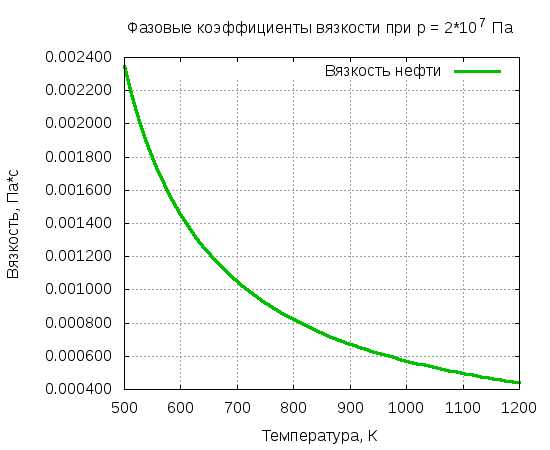 Фазовые коэффициенты вязкости при p = 2*10⁷ Па
Вязкость нефти
Вязкость, Па*с
0.002400
0.002200
0.002000
0.001800
0.001600
0.001400
0.001200
0.001000
0.000800
0.000600
0.000400
500 600 700 800 900 1000 1100 1200
Температура, К